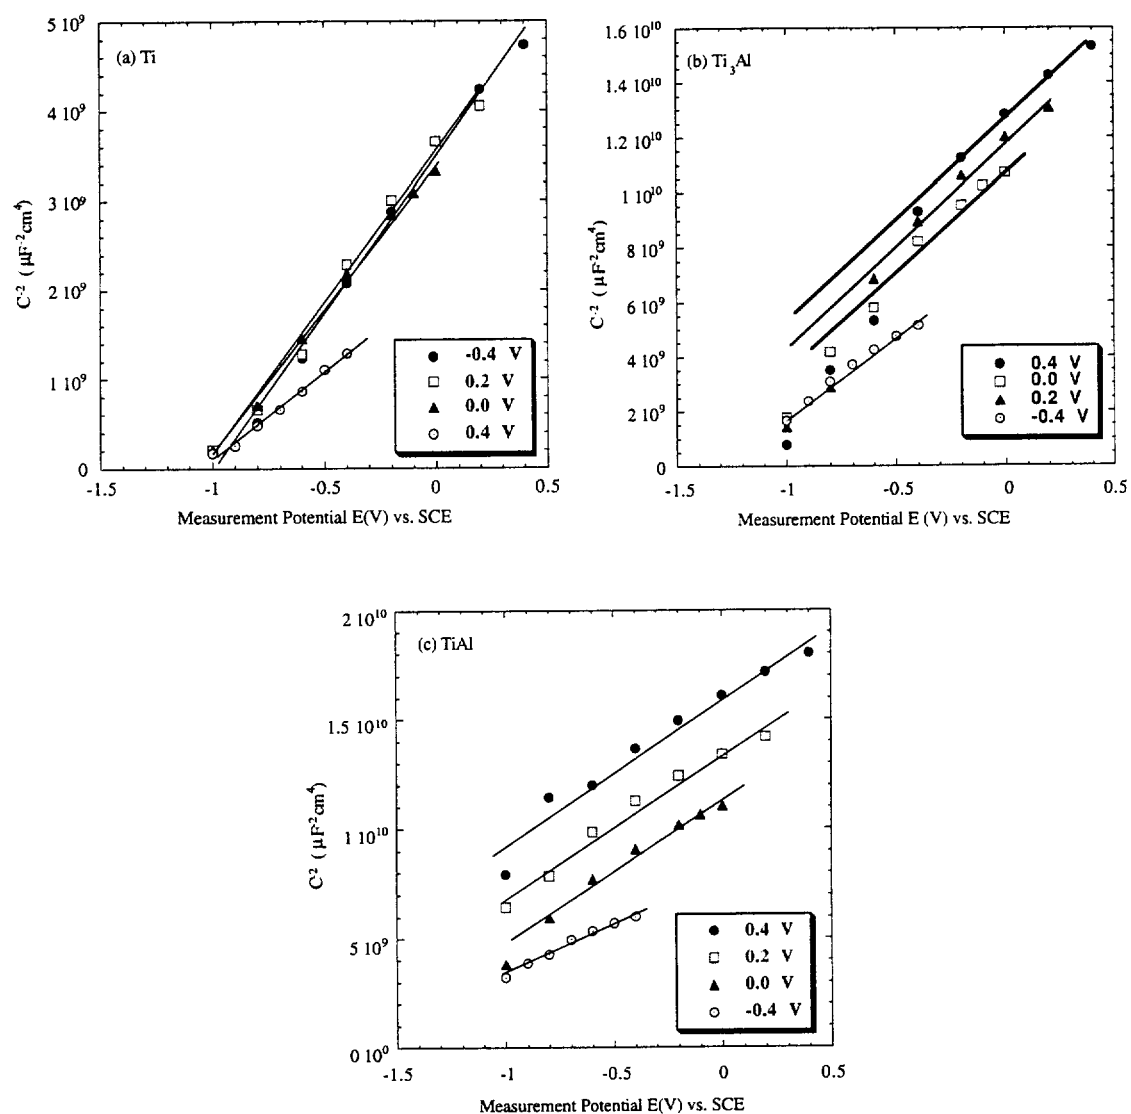 (a) Ti
5 10⁹
4 10⁹
3 10⁹
2 10⁹
1 10⁹
0
-1.5
-1
-0.5
0
0.5
C⁻² ( µF⁻²cm⁴)
Measurement Potential E(V) vs. SCE
-0.4 V
0.2 V
0.0 V
0.4 V
(b) Ti₃Al
1.6 10¹⁰
1.4 10¹⁰
1.2 10¹⁰
1 10¹⁰
8 10⁹
6 10⁹
4 10⁹
2 10⁹
0
-1.5
-1
-0.5
0
0.5
C⁻² ( µF⁻²cm⁴)
Measurement Potential E (V) vs. SCE
0.4 V
0.0 V
0.2 V
-0.4 V
(c) TiAl
2 10¹⁰
1.5 10¹⁰
1 10¹⁰
5 10⁹
0 10⁰
-1.5
-1
-0.5
0
0.5
C⁻² ( µF⁻²cm⁴)
Measurement Potential E(V) vs. SCE
0.4 V
0.2 V
0.0 V
-0.4 V